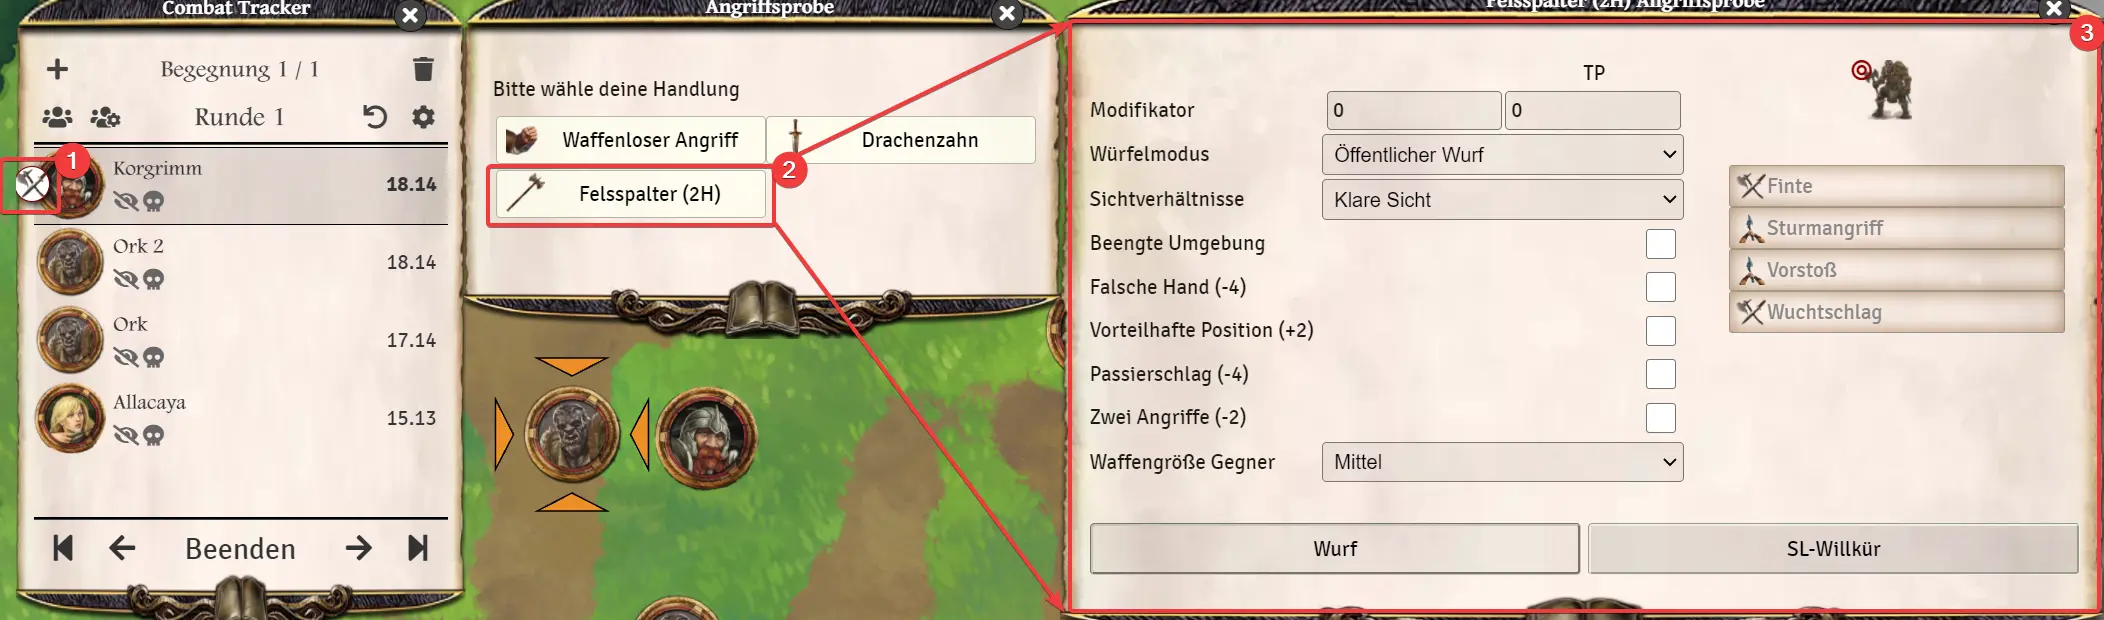 Combat Tracker
Begegnung 1 / 1
Runde 1
1
Korgrimm
18.14
Ork 2
18.14
Ork
17.14
Allacaya
15.13
Beenden
Angriffsprobe
Bitte wähle deine Handlung
Waffenloser Angriff
Drachenzahn
2
Felsspalter (2H)
Felsspalter (2H) Angriffsprobe
3
TP
Modifikator 0 0
Würfelmodus Öffentlicher Wurf
Sichtverhältnisse Klare Sicht
Beengte Umgebung
Falsche Hand (-4)
Vorteilhafte Position (+2)
Passierschlag (-4)
Zwei Angriffe (-2)
Waffengröße Gegner Mittel
Finte
Sturmangriff
Vorstoß
Wuchtschlag
Wurf
SL-Willkür